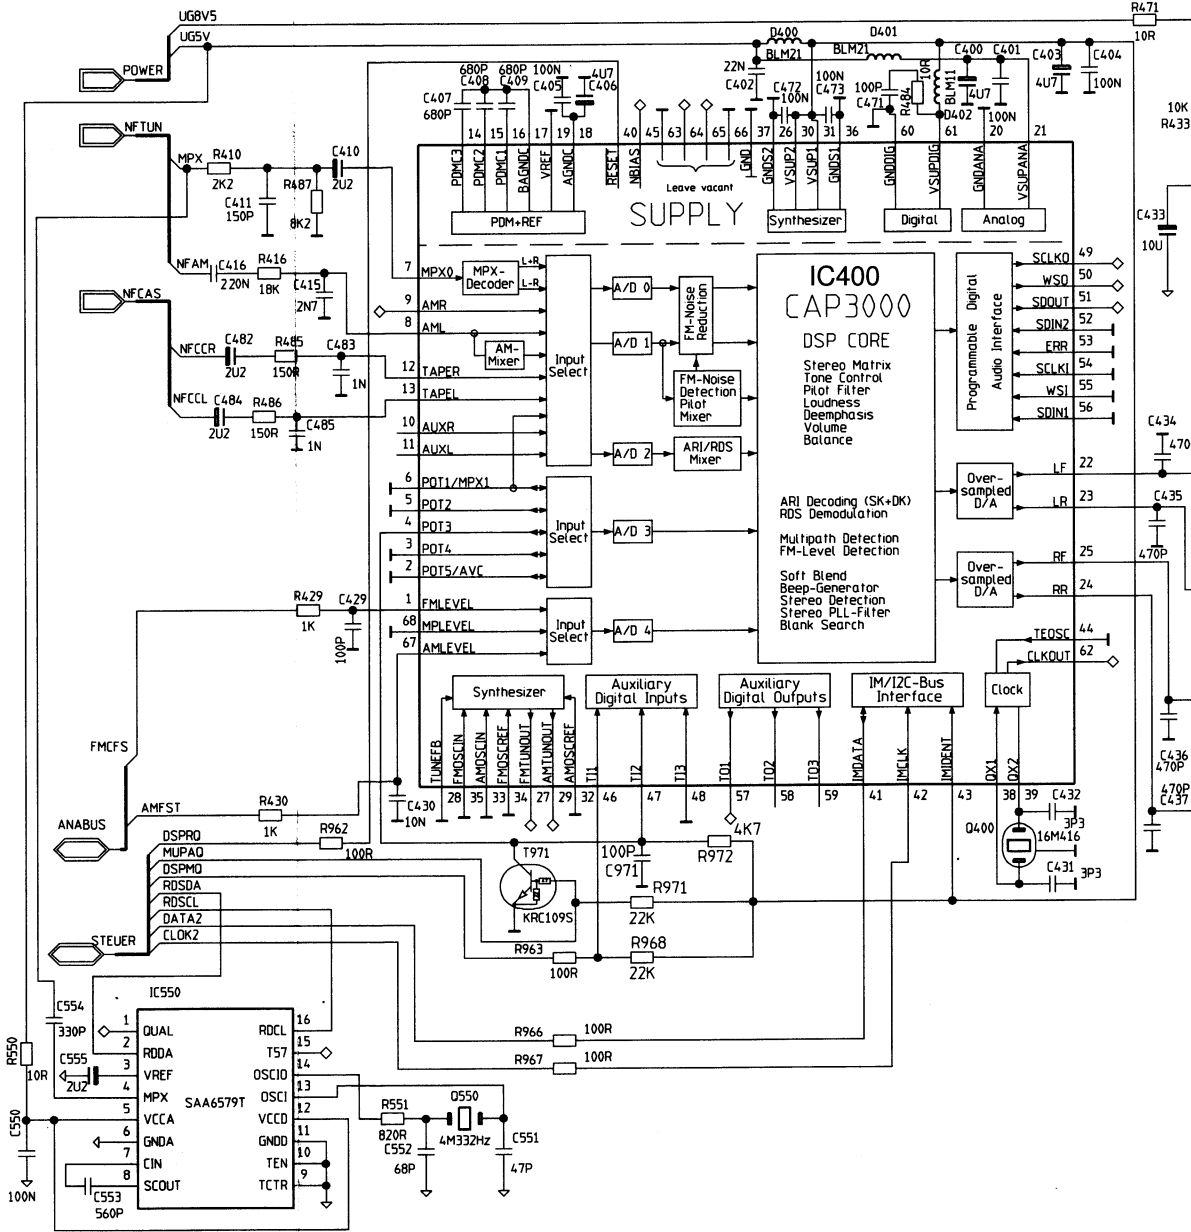 UG8V5
UG5V
POWER
R471
10R
D400
BLM21
D401
BLM21
22N
C402
C472
100N
100N
C473
100P
C471
10R
R484
BLM11
D402
C400
4U7
C401
100N
C403
4U7
C404
100N
10K
R433
680P
C408
680P
C409
C407
680P
100N
C405
4U7
C406
14 15 16 17 19 18 40 45 63 64 65 66 37 26 30 31 36 60 61 20 21
PDMC3
PDMC2
PDMC1
BAGNDC
VREF
AGNDC
RESET
NBIAS
GND
GNDS2
VSUP2
VSUP1
GNDS1
GNDDIG
VSUPDIG
GNDANA
VSUPANA
Leave vacant
SUPPLY
PDM+REF
Synthesizer
Digital
Analog
NFTUN
MPX
R410
2K2
C411
150P
R487
8K2
C410
2U2
NFAM
C416
220N
R416
18K
C415
2N7
NFCAS
NFCCR
C482
2U2
R485
150R
C483
1N
NFCCL
C484
2U2
R486
150R
C485
1N
C433
10U
7 MPX0
9 AMR
8 AML
12 TAPER
13 TAPEL
10 AUXR
11 AUXL
6 POT1/MPX1
5 POT2
4 POT3
3 POT4
2 POT5/AVC
1 FMLEVEL
68 MPLEVEL
67 AMLEVEL
MPX-
Decoder
L+R
L-R
AM-
Mixer
Input
Select
Input
Select
Input
Select
A/D 0
A/D 1
A/D 2
A/D 3
A/D 4
FM-Noise
Reduction
FM-Noise
Detection
Pilot
Mixer
ARI/RDS
Mixer
IC400
CAP3000
DSP CORE
Stereo Matrix
Tone Control
Pilot Filter
Loudness
Deemphasis
Volume
Balance
ARI Decoding (SK+DK)
RDS Demodulation
Multipath Detection
FM-Level Detection
Soft Blend
Beep-Generator
Stereo Detection
Stereo PLL-Filter
Blank Search
Programmable Digital
Audio Interface
SCLKO 49
WSO 50
SDOUT 51
SDIN2 52
ERR 53
SCLKI 54
WSI 55
SDIN1 56
Over-
sampled
D/A
LF 22
LR 23
C434
470
C435
470P
Over-
sampled
D/A
RF 25
RR 24
TEOSC 44
CLKOUT 62
Clock
C436
470P
470P
C437
R429
1K
C429
100P
Synthesizer
Auxiliary
Digital Inputs
Auxiliary
Digital Outputs
IM/I2C-Bus
Interface
TUNEFB
FMOSCIN
AMOSCIN
FMOSCREF
FMTUNOUT
AMTUNOUT
AMOSCREF
TI1
TI2
TI3
TO1
TO2
TO3
IMDATA
IMCLK
IMIDENT
OX1
OX2
28 35 33 34 27 29 32 46 47 48 57 58 59 41 42 43 38 39
FMCFS
AMFST
ANABUS
R430
1K
C430
10N
C432
3P3
Q400
16M416
C431
3P3
DSPRQ
MUPAQ
DSPMQ
RDSDA
RDSCL
DATA2
CLOK2
STEUER
R962
100R
T971
KRC109S
100P
C971
4K7
R972
R971
22K
R963
100R
R968
22K
R966
100R
R967
100R
IC550
SAA6579T
C554
330P
C555
2U2
R550
10R
C550
100N
C553
560P
1 QUAL
2 RDDA
3 VREF
4 MPX
5 VCCA
6 GNDA
7 CIN
8 SCOUT
RDCL 16
T57 15
OSCIO 14
OSCI 13
VCCD 12
GNDD 11
TEN 10
TCTR 9
R551
820R
C552
68P
Q550
4M332Hz
C551
47P